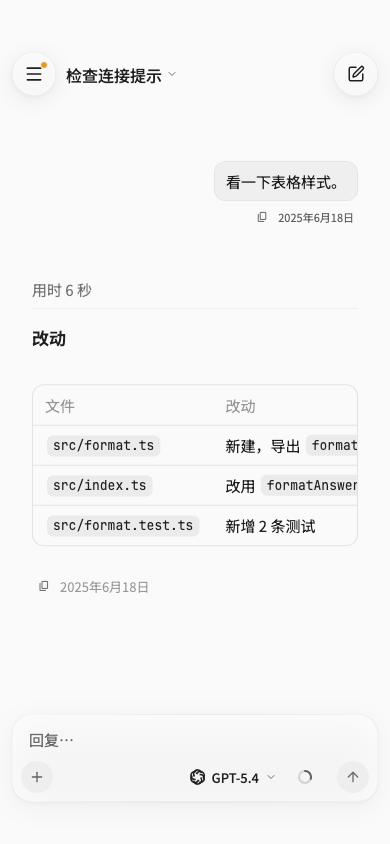 检查连接提示
看一下表格样式。
2025年6月18日
用时 6 秒
改动
文件 改动
src/format.ts 新建，导出 format
src/index.ts 改用 formatAnswer
src/format.test.ts 新增 2 条测试
2025年6月18日
回复…
GPT-5.4